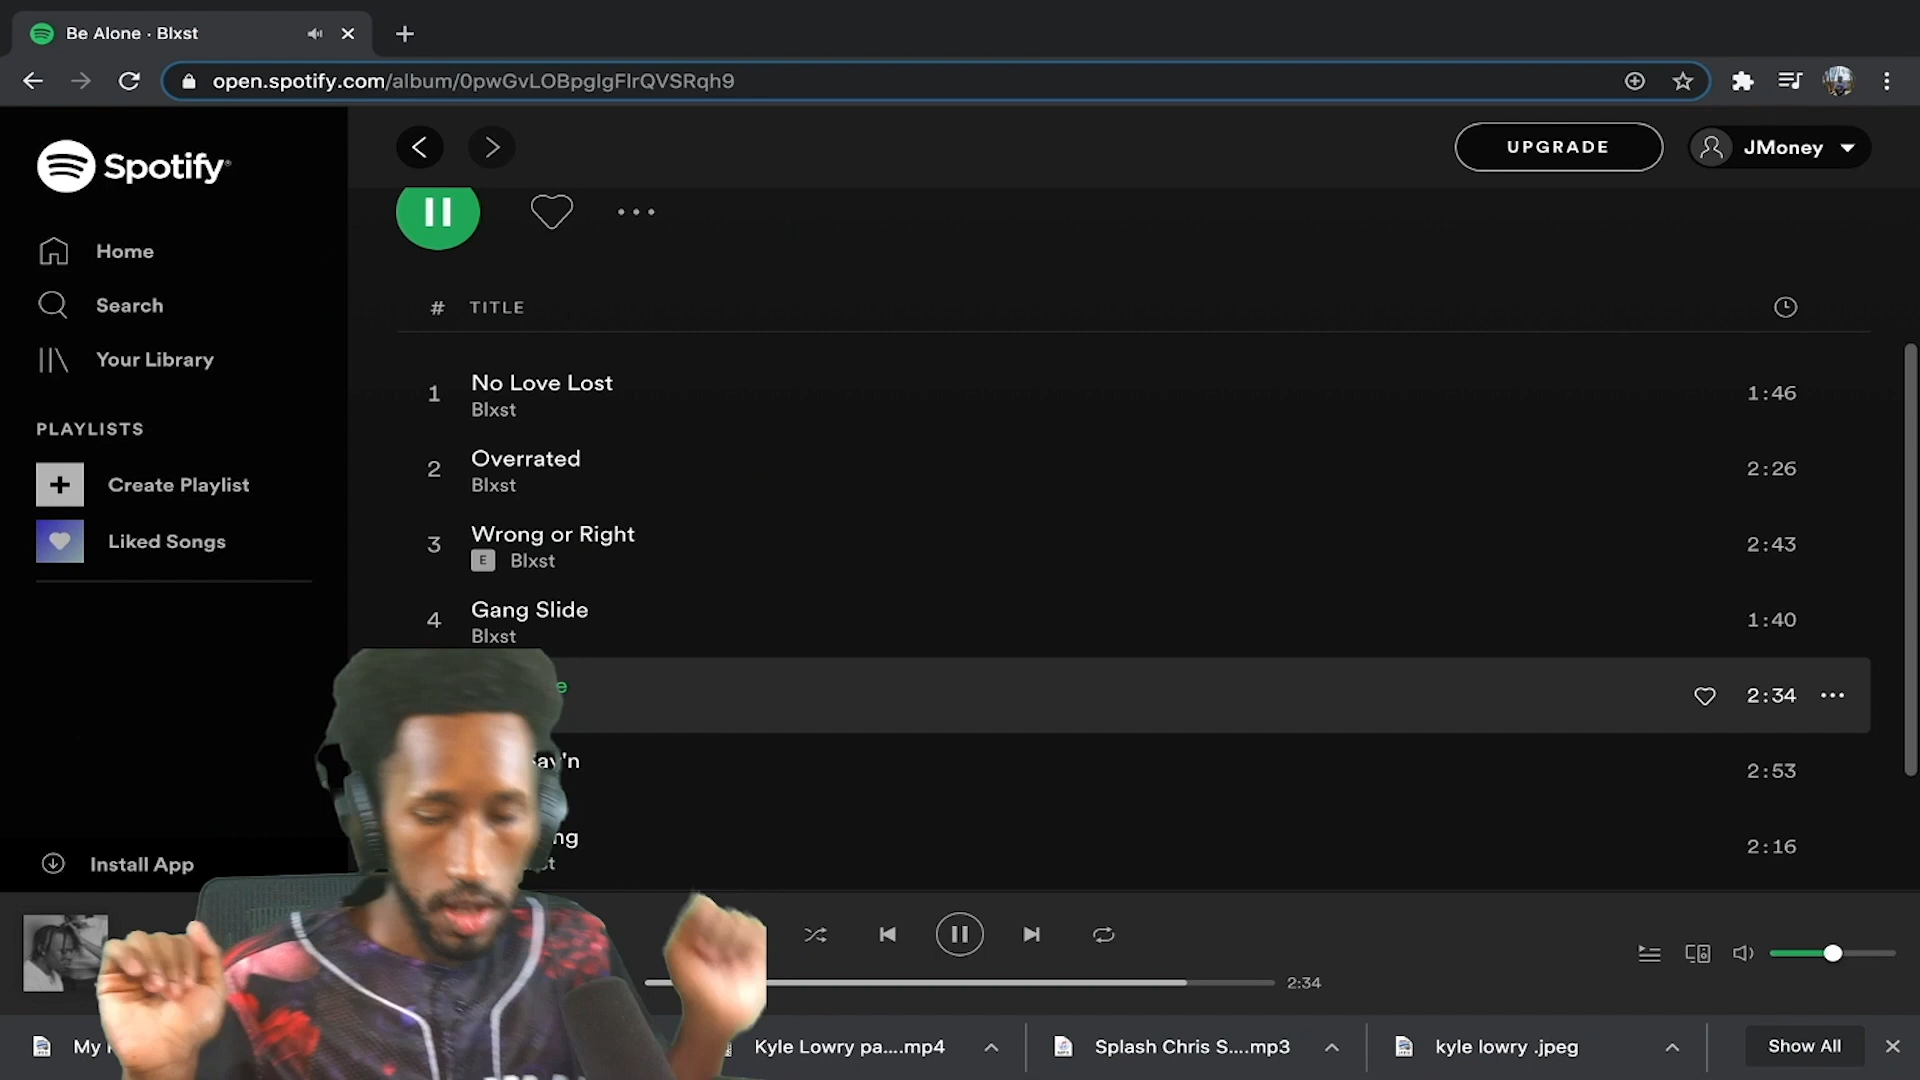 Be Alone · Blxst
open.spotify.com/album/0pwGvLOBpgIgFIrQVSRqh9
Spotify
UPGRADE
JMoney
Home
Search
Your Library
PLAYLISTS
Create Playlist
Liked Songs
Install App
# TITLE
1 No Love Lost 1:46
Blxst
2 Overrated 2:26
Blxst
3 Wrong or Right 2:43
E Blxst
4 Gang Slide 1:40
Blxst
2:34
2:53
2:16
2:34
My
Kyle Lowry pa....mp4
Splash Chris S....mp3
kyle lowry .jpeg
Show All